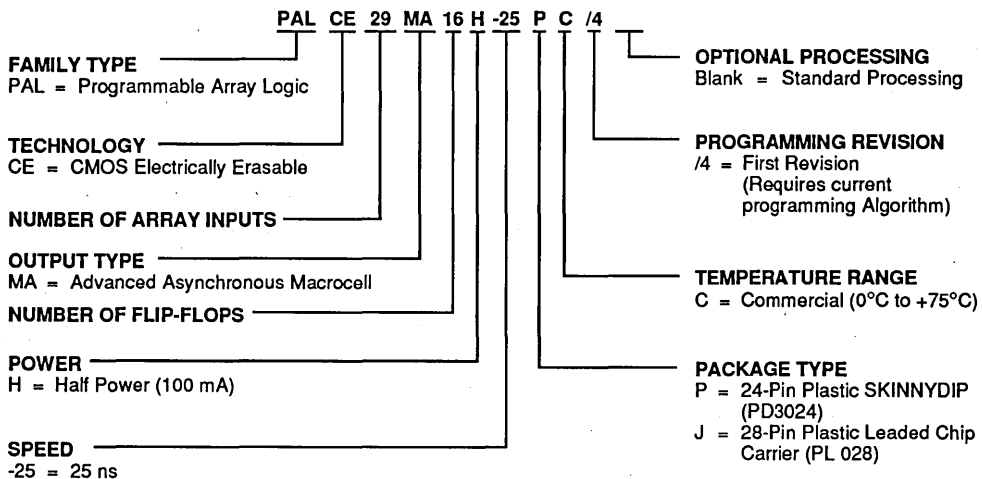 PAL CE 29 MA 16 H -25 P C /4
FAMILY TYPE
PAL = Programmable Array Logic
TECHNOLOGY
CE = CMOS Electrically Erasable
NUMBER OF ARRAY INPUTS
OUTPUT TYPE
MA = Advanced Asynchronous Macrocell
NUMBER OF FLIP-FLOPS
POWER
H = Half Power (100 mA)
SPEED
-25 = 25 ns
OPTIONAL PROCESSING
Blank = Standard Processing
PROGRAMMING REVISION
/4 = First Revision
(Requires current
programming Algorithm)
TEMPERATURE RANGE
C = Commercial (0°C to +75°C)
PACKAGE TYPE
P = 24-Pin Plastic SKINNYDIP
(PD3024)
J = 28-Pin Plastic Leaded Chip
Carrier (PL 028)